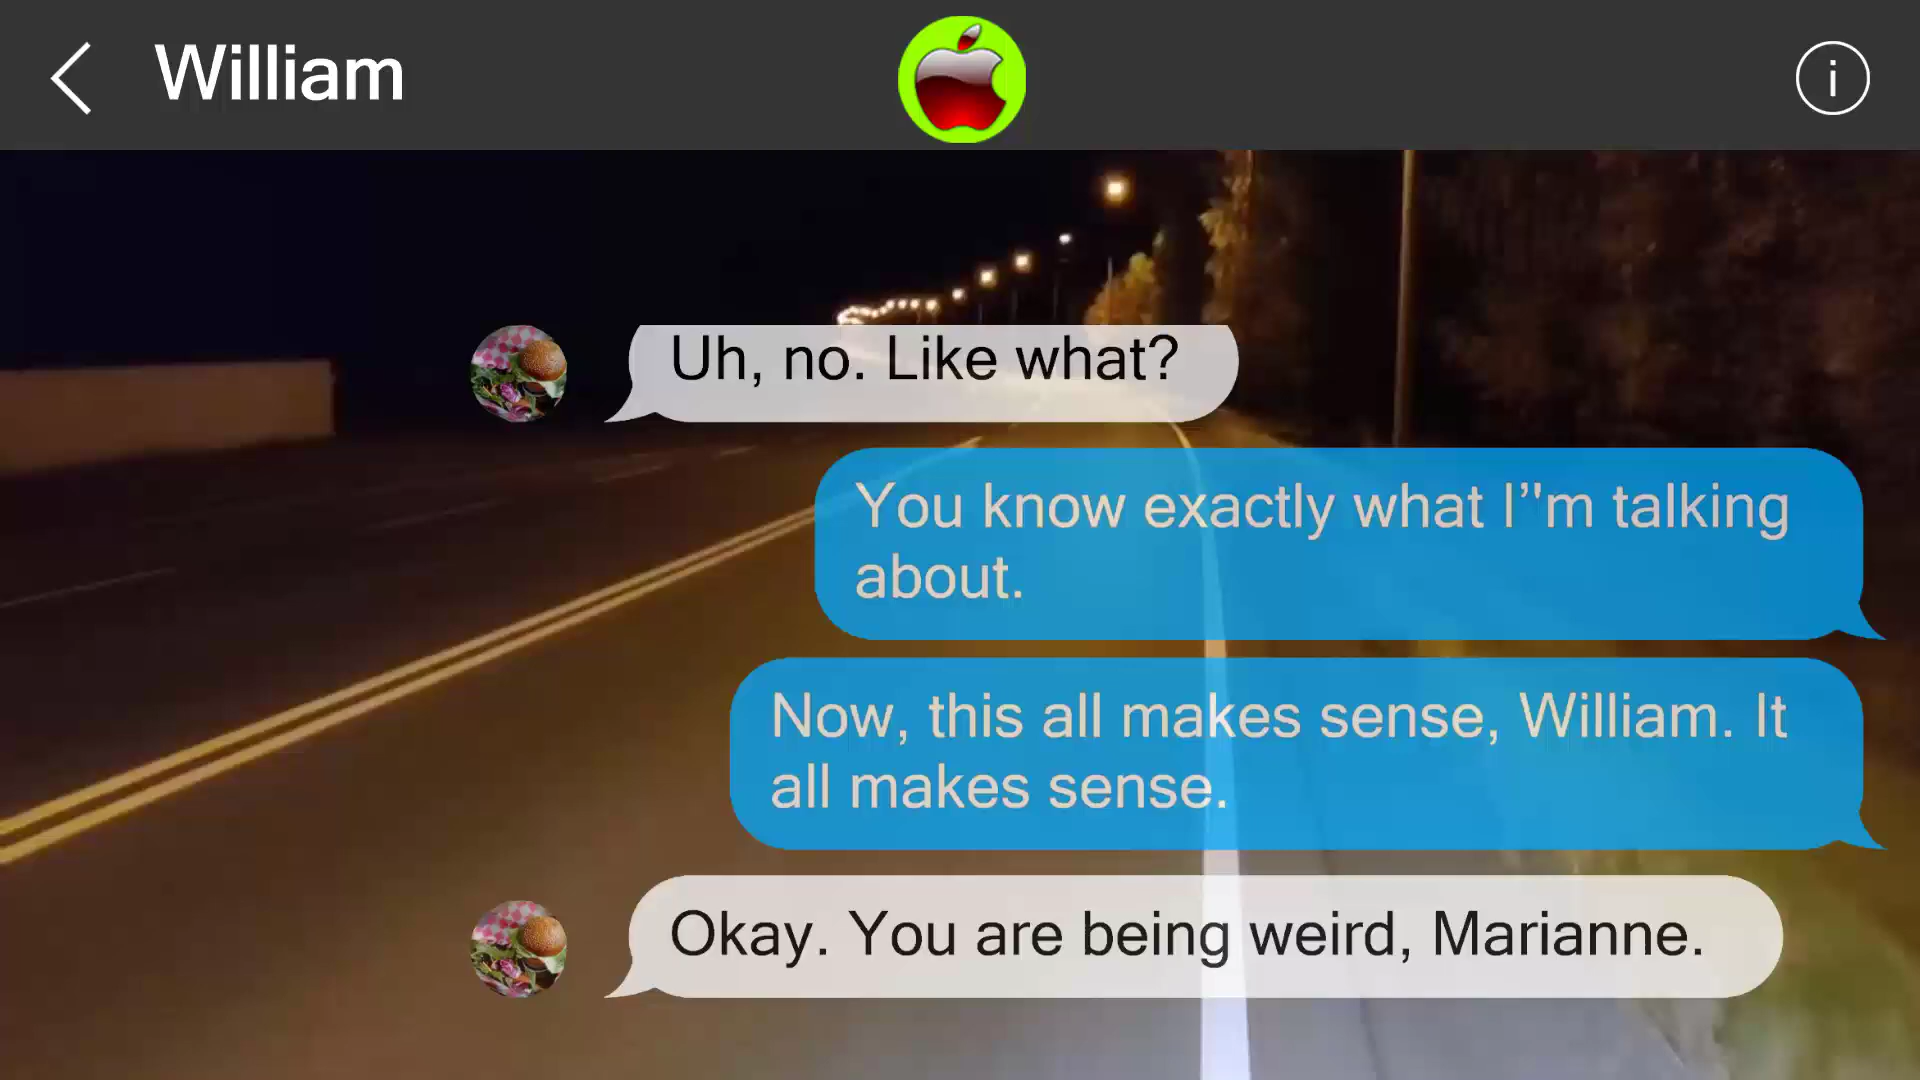 William
i
Uh, no. Like what?
You know exactly what I''m talking
about.
Now, this all makes sense, William. It
all makes sense.
Okay. You are being weird, Marianne.